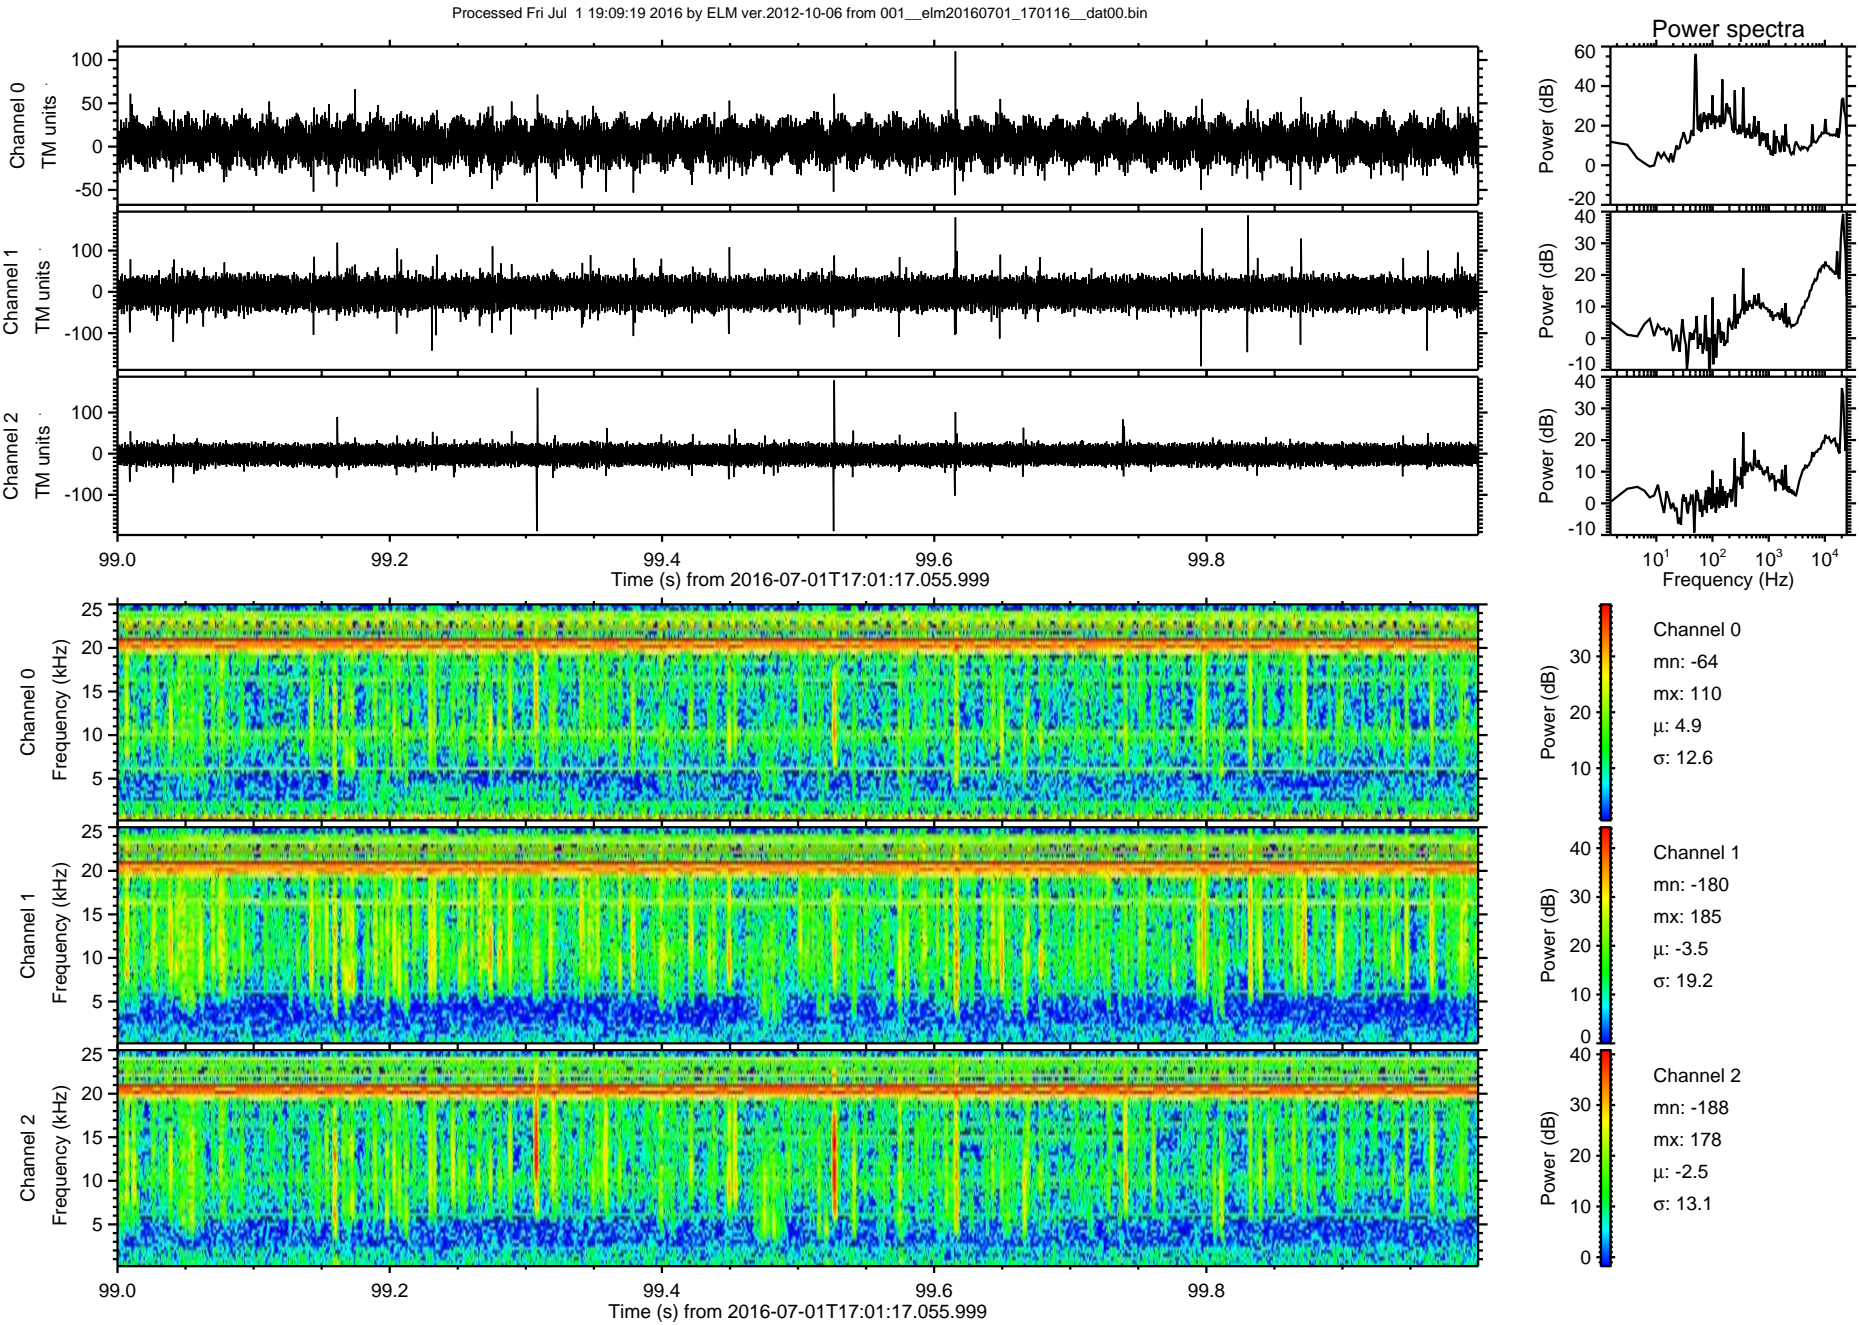 Processed Fri Jul  1 19:09:19 2016 by ELM ver.2012-10-06 from 001__elm20160701_170116__dat00.bin
Power spectra
Channel 0
TM units
100
50
0
-50
Power (dB)
60
40
20
0
-20
Channel 1
TM units
100
0
-100
Power (dB)
40
30
20
10
0
-10
Channel 2
TM units
100
0
-100
Power (dB)
40
30
20
10
0
-10
99.0 99.2 99.4 99.6 99.8
Time (s) from 2016-07-01T17:01:17.055.999
10¹ 10² 10³ 10⁴
Frequency (Hz)
Channel 0
Frequency (kHz)
25
20
15
10
5
Power (dB)
30
20
10
Channel 0
mn: -64
mx: 110
µ: 4.9
σ: 12.6
Channel 1
Frequency (kHz)
25
20
15
10
5
Power (dB)
40
30
20
10
0
Channel 1
mn: -180
mx: 185
µ: -3.5
σ: 19.2
Channel 2
Frequency (kHz)
25
20
15
10
5
Power (dB)
40
30
20
10
0
Channel 2
mn: -188
mx: 178
µ: -2.5
σ: 13.1
99.0 99.2 99.4 99.6 99.8
Time (s) from 2016-07-01T17:01:17.055.999